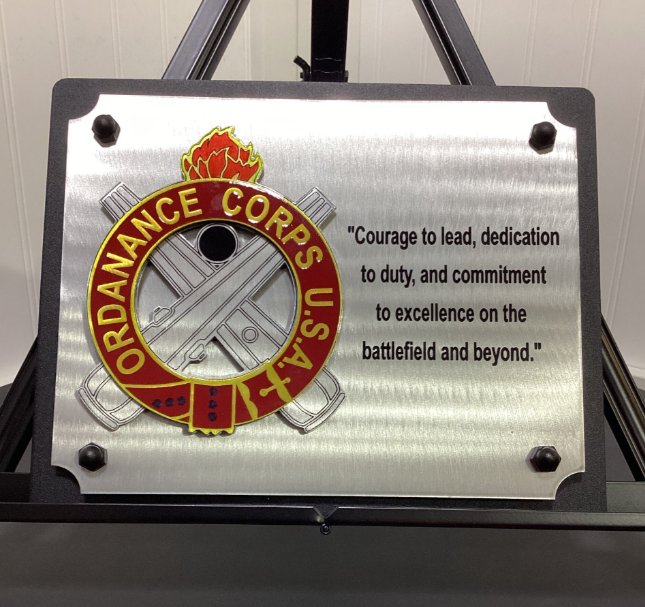 ORDANANCE CORPS U.S.A.
"Courage to lead, dedication
to duty, and commitment
to excellence on the
battlefield and beyond."